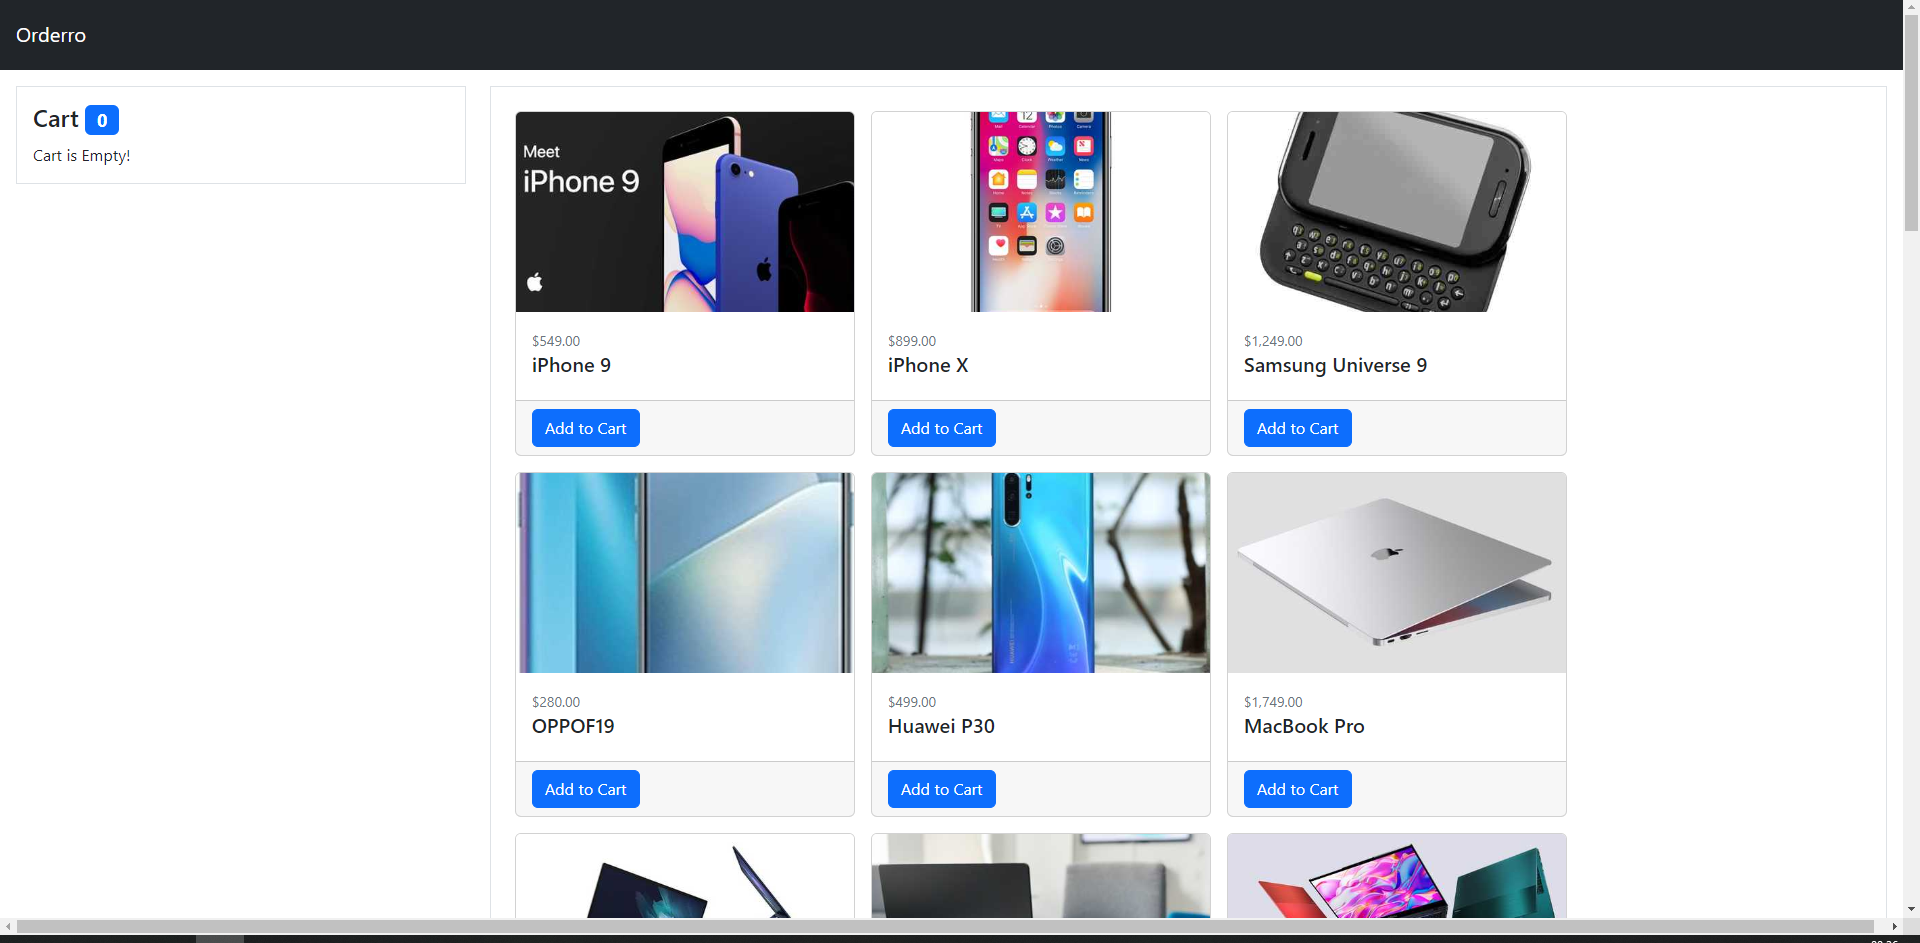 Orderro
Cart 0
Cart is Empty!
Meet
iPhone 9
$549.00
iPhone 9
Add to Cart
$899.00
iPhone X
Add to Cart
$1,249.00
Samsung Universe 9
Add to Cart
$280.00
OPPOF19
Add to Cart
HUAWEI
$499.00
Huawei P30
Add to Cart
$1,749.00
MacBook Pro
Add to Cart